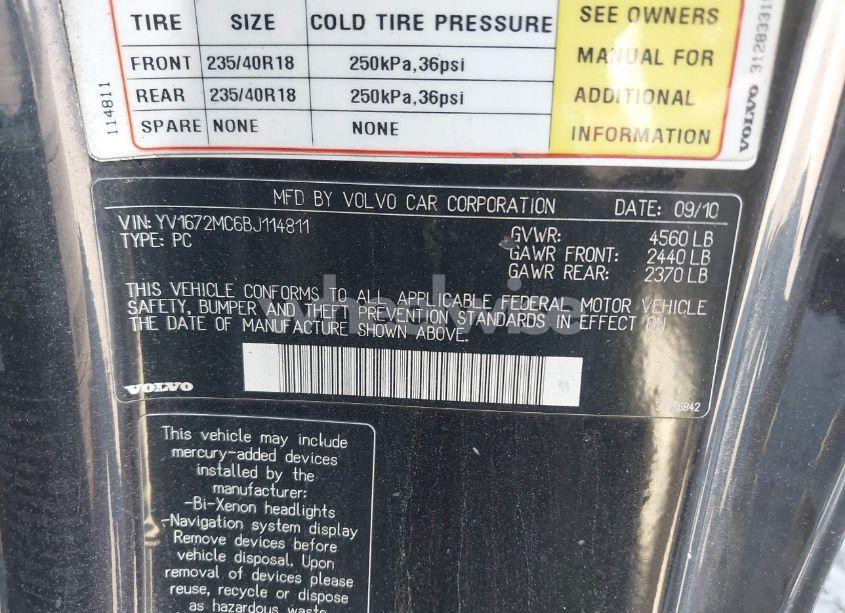 TIRE SIZE COLD TIRE PRESSURE
FRONT 235/40R18 250kPa,36psi
REAR 235/40R18 250kPa,36psi
SPARE NONE NONE
SEE OWNERS
MANUAL FOR
ADDITIONAL
INFORMATION
114811
VOLVO 3128331
MFD BY VOLVO CAR CORPORATION DATE: 09/10
VIN: YV1672MC6BJ114811
TYPE: PC
GVWR: 4560 LB
GAWR FRONT: 2440 LB
GAWR REAR: 2370 LB
THIS VEHICLE CONFORMS TO ALL APPLICABLE FEDERAL MOTOR VEHICLE
SAFETY, BUMPER AND THEFT PREVENTION STANDARDS IN EFFECT ON
THE DATE OF MANUFACTURE SHOWN ABOVE.
VOLVO
This vehicle may include
mercury-added devices
installed by the
manufacturer:
-Bi-Xenon headlights
-Navigation system display
Remove devices before
vehicle disposal. Upon
removal of devices please
reuse, recycle or dispose
as hazardous waste